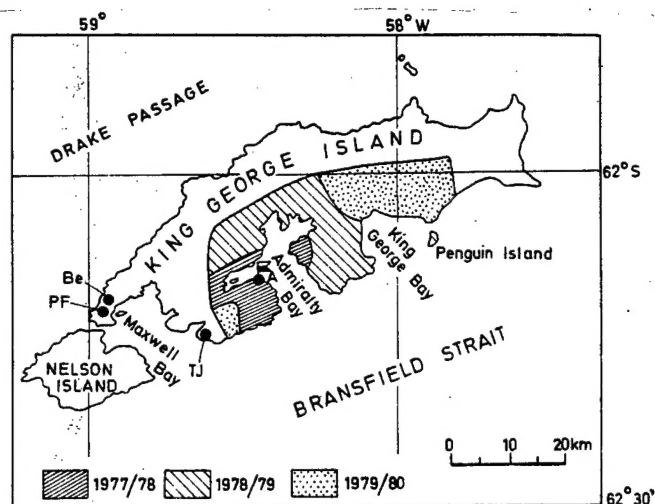 59°
58° W
DRAKE PASSAGE
KING GEORGE ISLAND
62°S
King
George Bay
Penguin Island
Admiralty
Bay
A
Be
PF
Maxwell
Bay
TJ
NELSON
ISLAND
BRANSFIELD STRAIT
0 10 20km
1977/78 1978/79 1979/80
62°30'